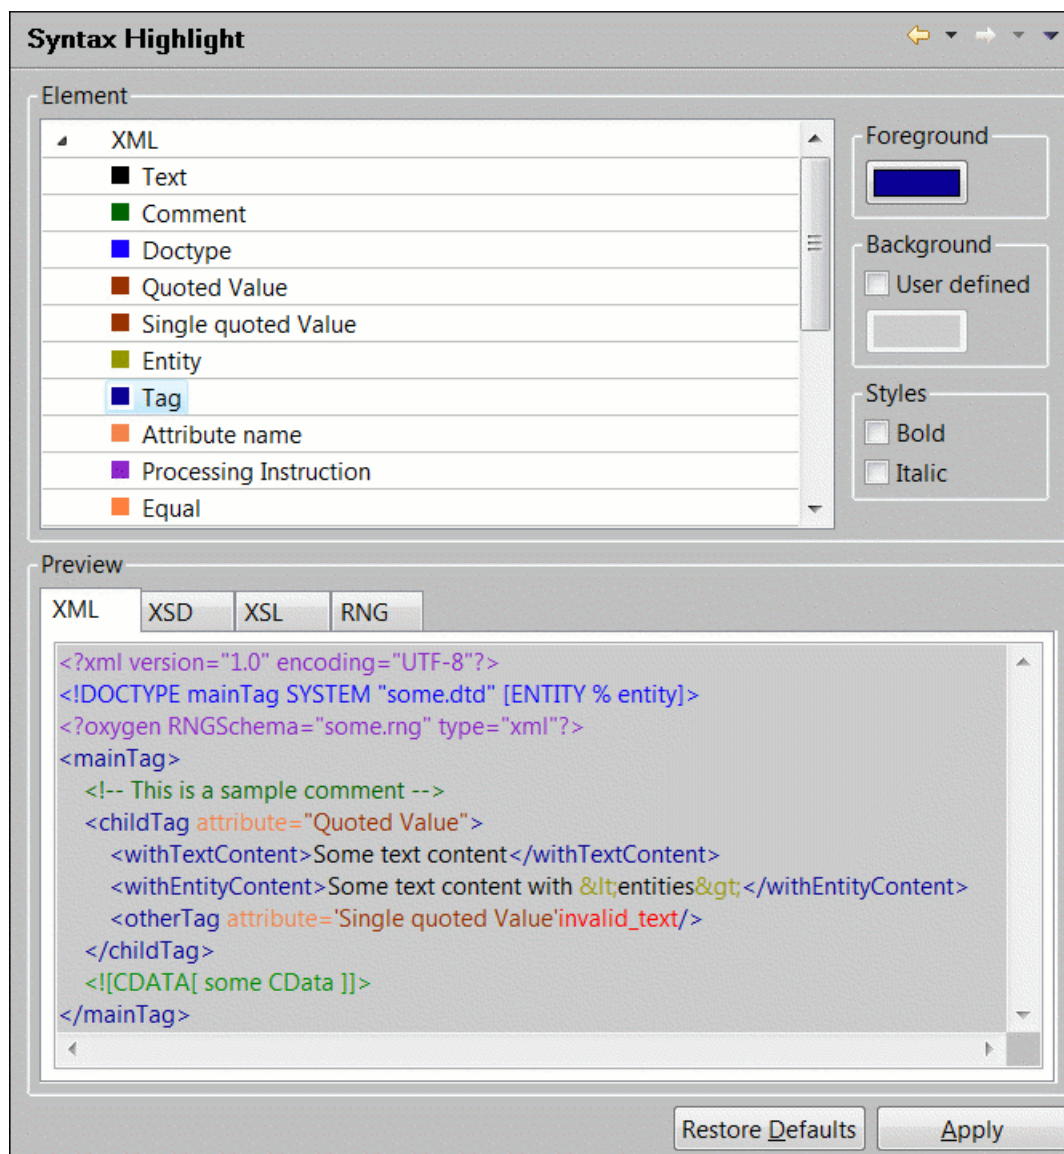 Syntax Highlight
Element
XML
Text
Comment
Doctype
Quoted Value
Single quoted Value
Entity
Tag
Attribute name
Processing Instruction
Equal
Foreground
Background
User defined
Styles
Bold
Italic
Preview
XML XSD XSL RNG
<?xml version="1.0" encoding="UTF-8"?>
<!DOCTYPE mainTag SYSTEM "some.dtd" [ENTITY % entity]>
<?oxygen RNGSchema="some.rng" type="xml"?>
<mainTag>
<!-- This is a sample comment -->
<childTag attribute="Quoted Value">
<withTextContent>Some text content</withTextContent>
<withEntityContent>Some text content with &lt;entities&gt;</withEntityContent>
<otherTag attribute='Single quoted Value'invalid_text/>
</childTag>
<![CDATA[ some CData ]]>
</mainTag>
Restore Defaults Apply